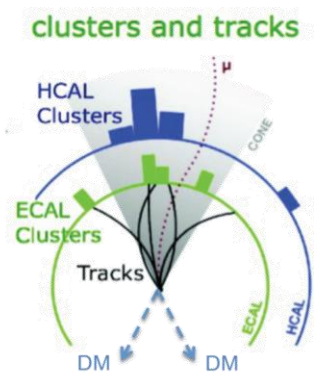 clusters and tracks
μ
HCAL
Clusters
CONE
ECAL
Clusters
Tracks
ECAL
HCAL
DM
DM